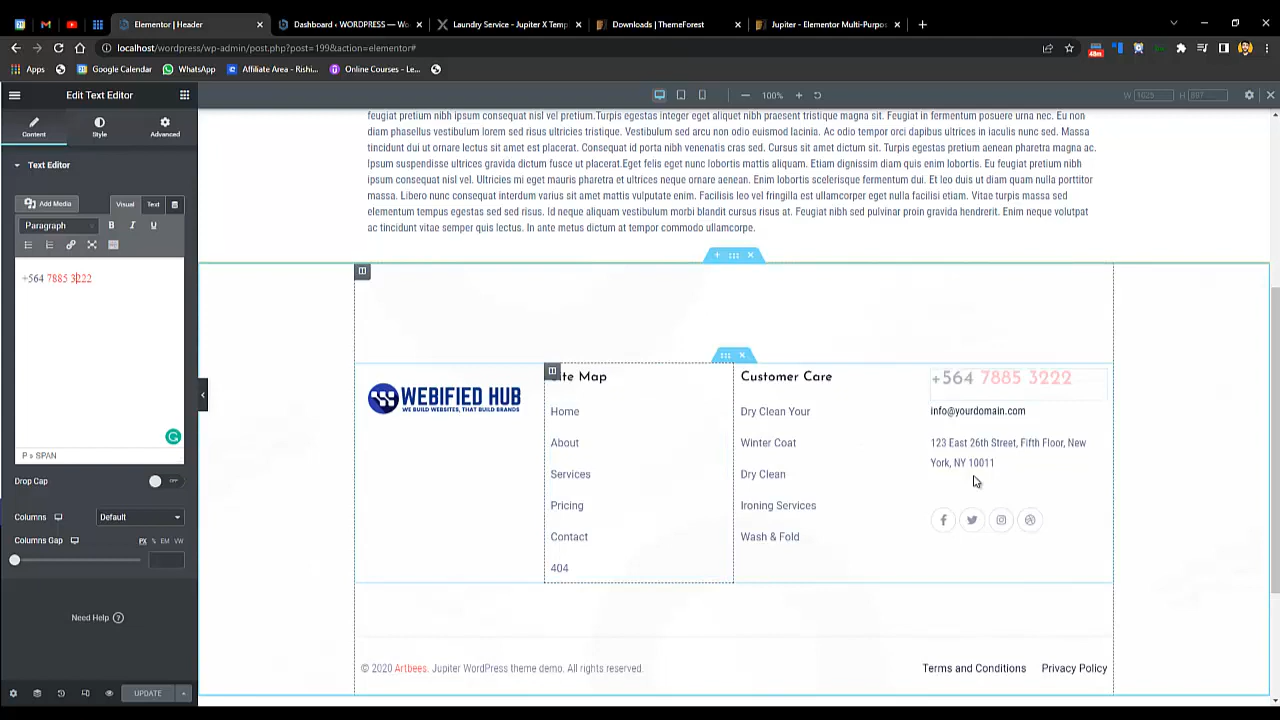 Elementor | Header
Dashboard ‹ WORDPRESS — Wo
Laundry Service - Jupiter X Temp
Downloads | ThemeForest
Jupiter - Elementor Multi-Purpos
localhost/wordpress/wp-admin/post.php?post=199&action=elementor#
48m
Apps
Google Calendar
WhatsApp
Affiliate Area - Rishi...
Online Courses - Le...
Edit Text Editor
100%
W 1025
H 897
Content
Style
Advanced
Text Editor
Add Media
Visual
Text
Paragraph
B I U
+564 7885 3222
P » SPAN
Drop Cap
OFF
Columns
Default
Columns Gap
PX % EM VW
Need Help ?
UPDATE
feugiat pretium nibh ipsum consequat nisl vel pretium.Turpis egestas integer eget aliquet nibh praesent tristique magna sit. Feugiat in fermentum posuere urna nec. Est
diam phasellus vestibulum lorem sed risus ultricies tristique. Vestibulum sed arcu non odio euismod lacinia. Ac odio tempor orci dapibus ultrices in iaculis nunc sed. Massa
tincidunt dui ut ornare lectus sit amet est placerat. Consequat id porta nibh venenatis cras sed. Cursus sit amet dictum sit. Turpis egestas pretium aenean pharetra magna ac.
Ipsum suspendisse ultrices gravida dictum fusce ut placerat.Eget felis eget nunc lobortis mattis aliquam. Etiam dignissim diam quis enim lobortis. Eu feugiat pretium nibh
ipsum consequat nisl vel. Ultricies mi eget mauris pharetra et ultrices neque ornare aenean. Enim lobortis scelerisque fermentum dui. Et leo duis ut diam quam nulla porttitor
massa. Libero nunc consequat interdum varius sit amet mattis vulputate enim. Facilisis leo vel fringilla est ullamcorper eget nulla facilisi etiam. Vitae turpis massa sed
elementum tempus egestas sed sed risus. Id neque aliquam vestibulum morbi blandit cursus risus at. Feugiat nibh sed pulvinar proin gravida hendrerit. Enim neque volutpat
ac tincidunt vitae semper quis lectus. In ante metus dictum at tempor commodo ullamcorper.
WEBIFIED HUB
WE BUILD WEBSITES, THAT BUILD BRANDS
ite Map
Home
About
Services
Pricing
Contact
404
Customer Care
Dry Clean Your
Winter Coat
Dry Clean
Ironing Services
Wash & Fold
+564 7885 3222
info@yourdomain.com
123 East 26th Street, Fifth Floor, New
York, NY 10011
© 2020 Artbees. Jupiter WordPress theme demo. All rights reserved.
Terms and Conditions
Privacy Policy